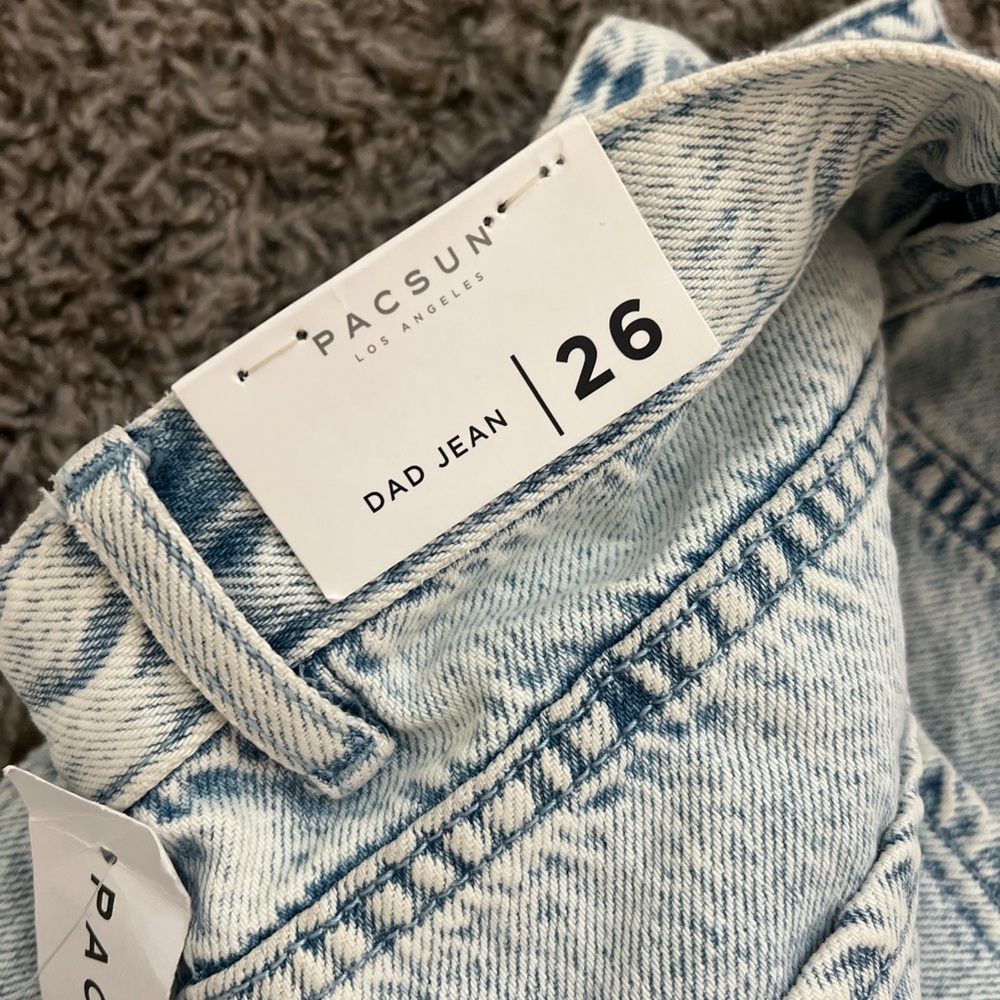 PACSUN
LOS ANGELES
DAD JEAN | 26
PAC